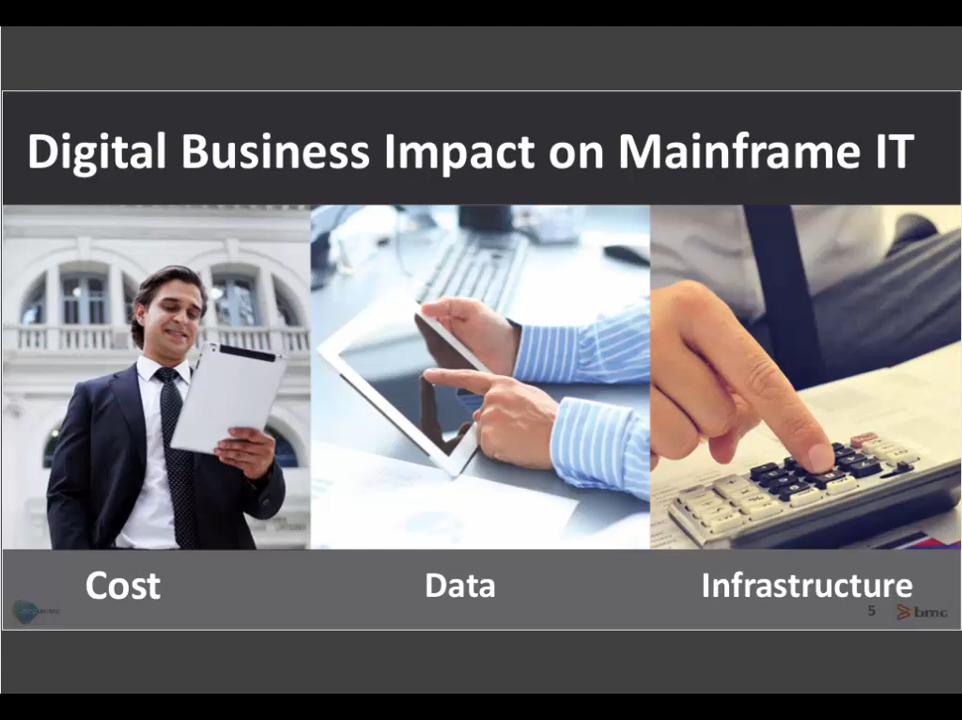 Digital Business Impact on Mainframe IT
Cost
Data
Infrastructure
5
bmc